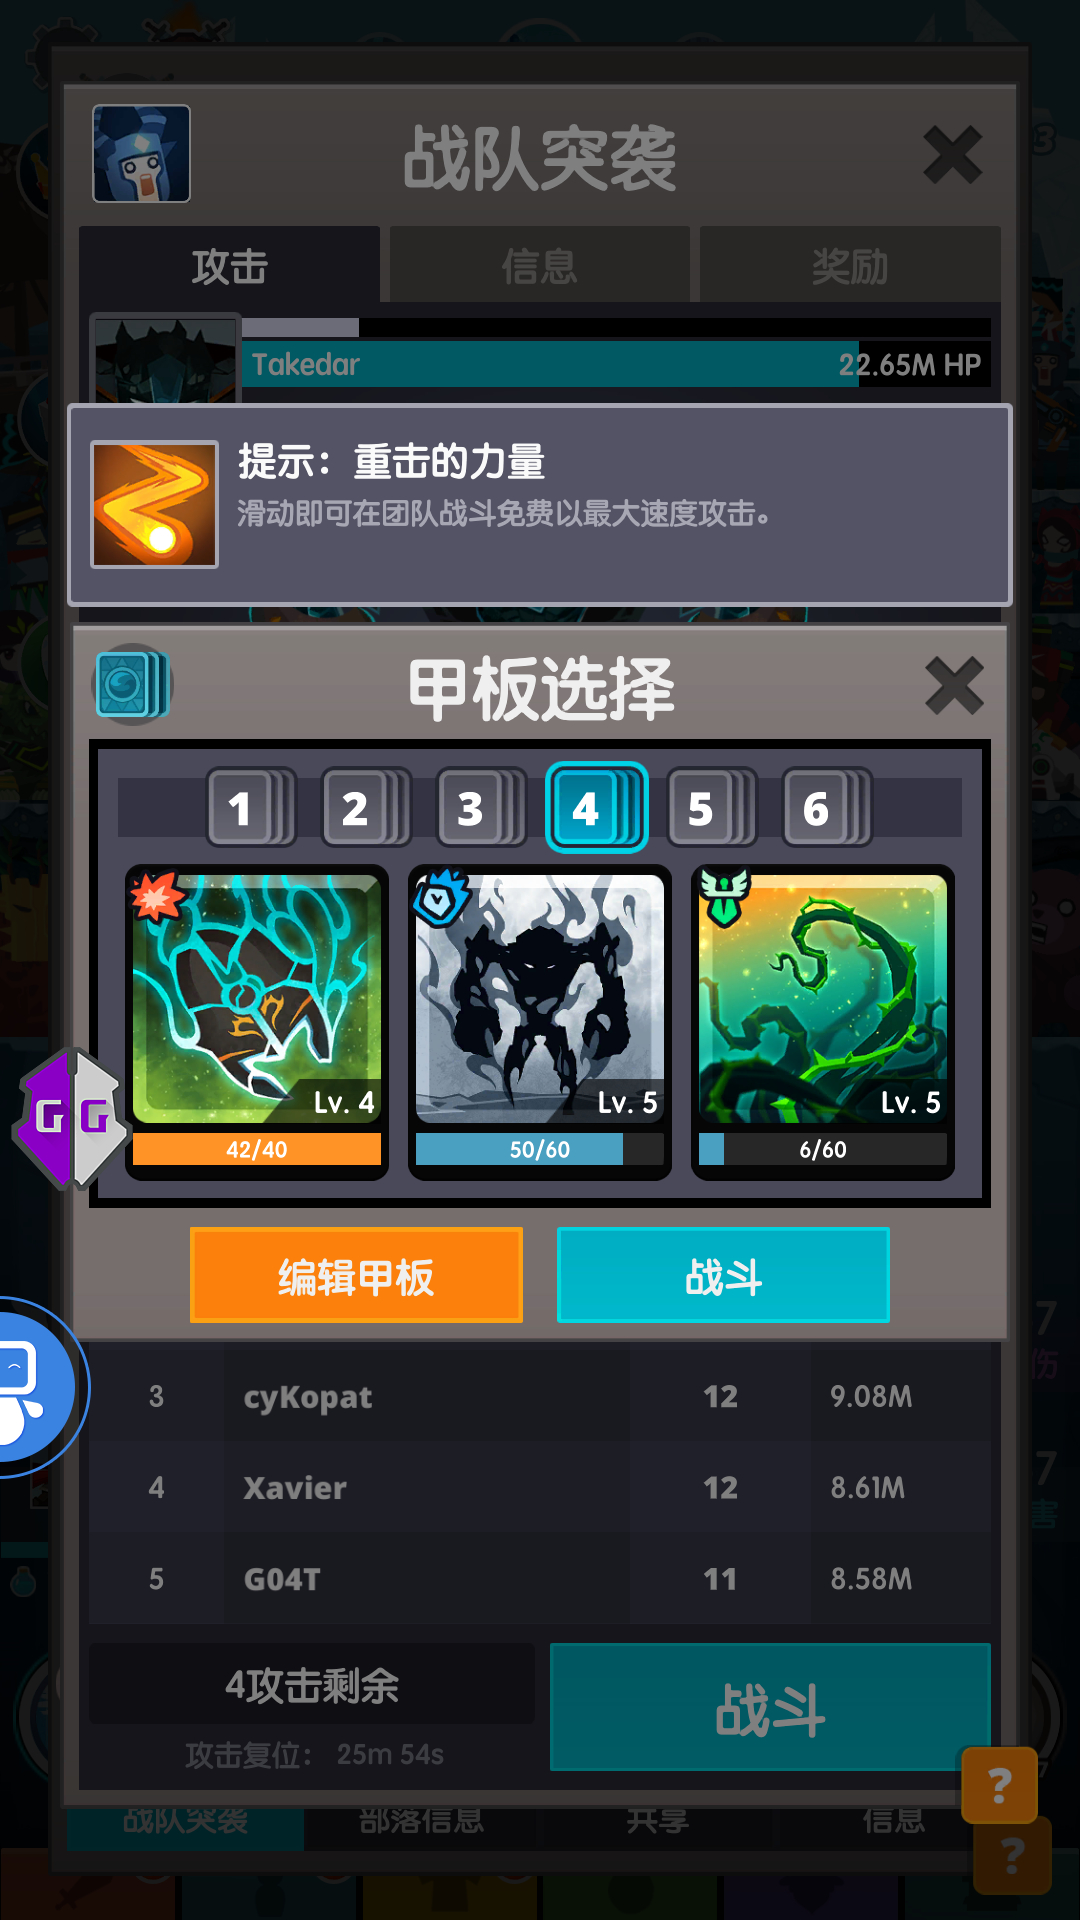 战队突袭
攻击
信息
奖励
Takedar
22.65M HP
提示：重击的力量
滑动即可在团队战斗免费以最大速度攻击。
甲板选择
1
2
3
4
5
6
Lv. 4
Lv. 5
Lv. 5
42/40
50/60
6/60
GG
编辑甲板
战斗
3 cyKopat 12 9.08M
4 Xavier 12 8.61M
5 G04T 11 8.58M
4攻击剩余
攻击复位： 25m 54s
战斗
?
战队突袭
部落信息
共享
信息
?
3
7
伤
7
害